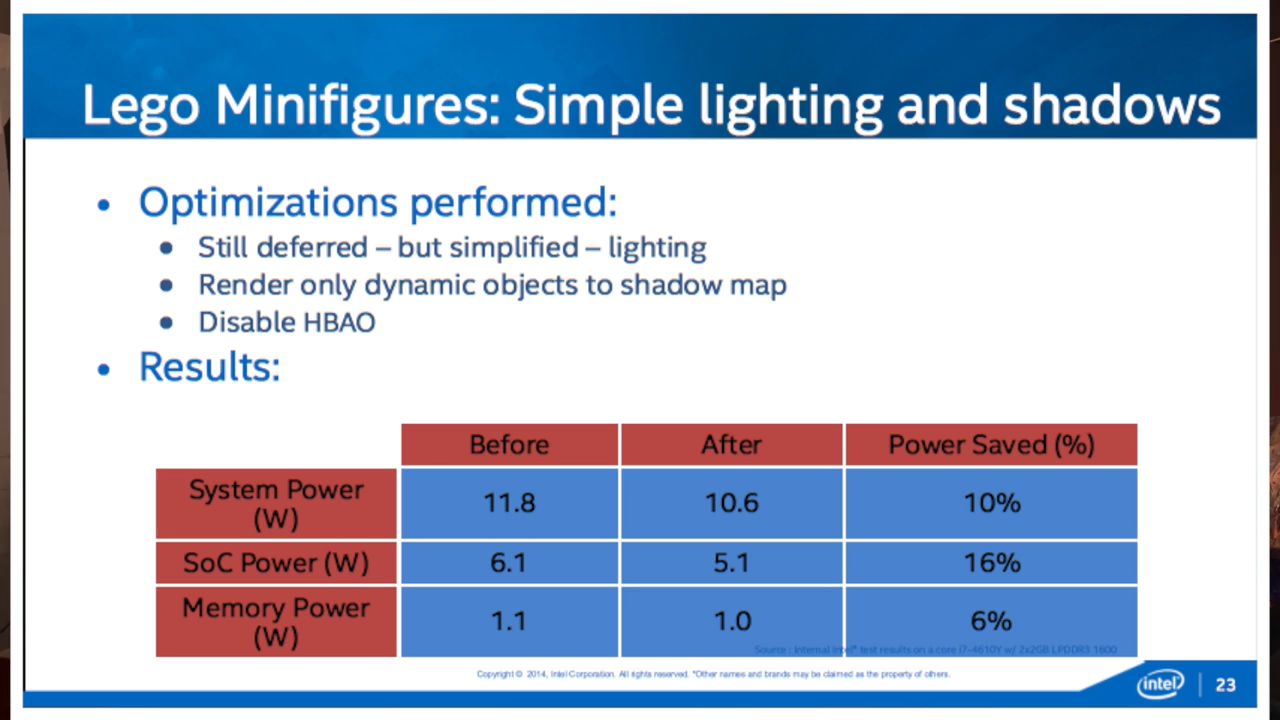 Lego Minifigures: Simple lighting and shadows
• Optimizations performed:
• Still deferred – but simplified – lighting
• Render only dynamic objects to shadow map
• Disable HBAO
• Results:
Before After Power Saved (%)
System Power
(W) 11.8 10.6 10%
SoC Power (W) 6.1 5.1 16%
Memory Power
(W) 1.1 1.0 6%
Source : Internal Intel® test results on a core i7-4610Y w/ 2x2GB LPDDR3 1600
Copyright © 2014, Intel Corporation. All rights reserved. *Other names and brands may be claimed as the property of others.
intel 23